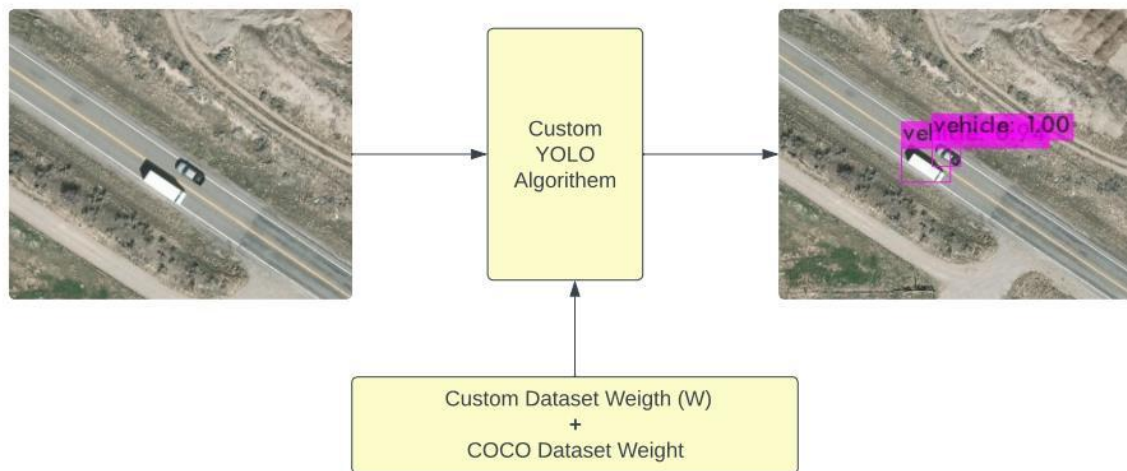 Custom
YOLO
Algorithem
vehicle: 1.00
Custom Dataset Weigth (W)
+
COCO Dataset Weight